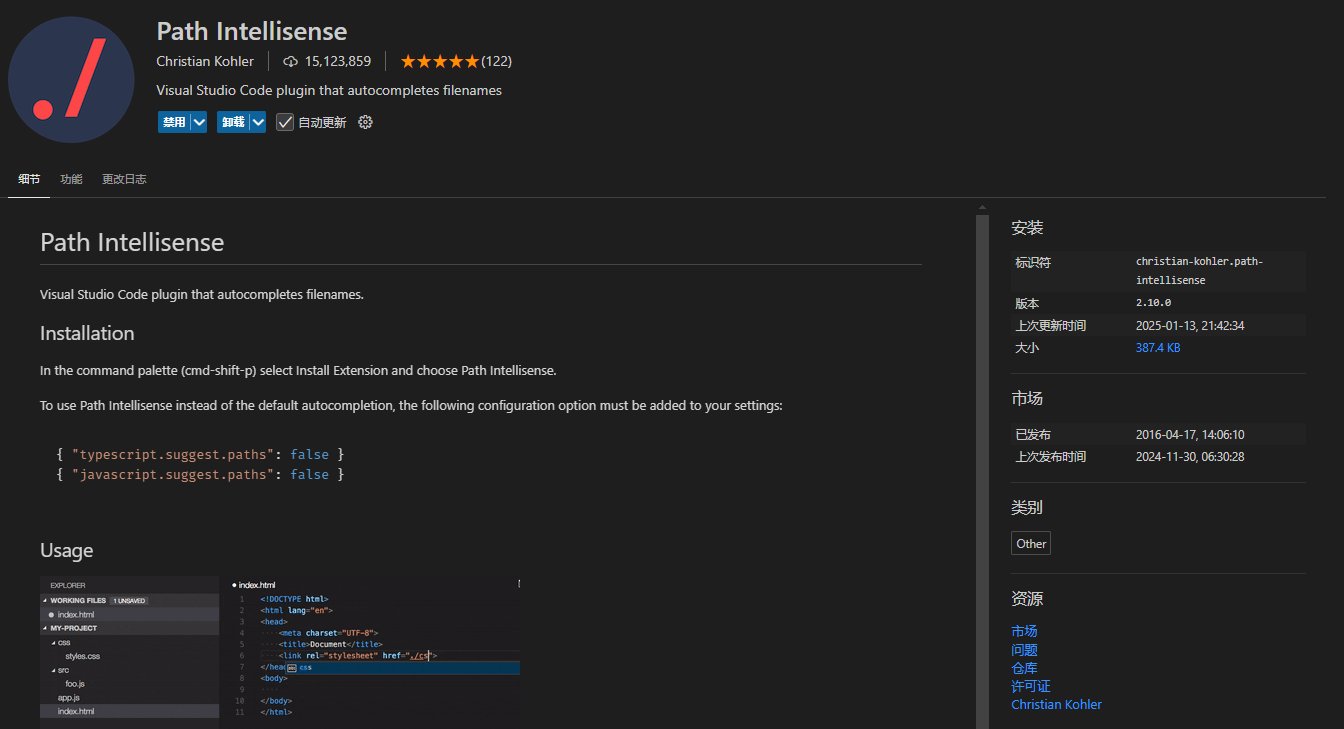 Path Intellisense
Christian Kohler 15,123,859 (122)
Visual Studio Code plugin that autocompletes filenames
禁用 卸载 自动更新
细节 功能 更改日志
Path Intellisense
Visual Studio Code plugin that autocompletes filenames.
Installation
In the command palette (cmd-shift-p) select Install Extension and choose Path Intellisense.
To use Path Intellisense instead of the default autocompletion, the following configuration option must be added to your settings:
{ "typescript.suggest.paths": false }
{ "javascript.suggest.paths": false }
Usage
EXPLORER
WORKING FILES 1 UNSAVED
index.html
MY-PROJECT
css
styles.css
src
foo.js
app.js
index.html
index.html
1 <!DOCTYPE html>
2 <html lang="en">
3 <head>
4 <meta charset="UTF-8">
5 <title>Document</title>
6 <link rel="stylesheet" href="./cs">
7 </head css
8 <body>
9
10 </body>
11 </html>
安装
标识符 christian-kohler.path-
intellisense
版本 2.10.0
上次更新时间 2025-01-13, 21:42:34
大小 387.4 KB
市场
已发布 2016-04-17, 14:06:10
上次发布时间 2024-11-30, 06:30:28
类别
Other
资源
市场
问题
仓库
许可证
Christian Kohler